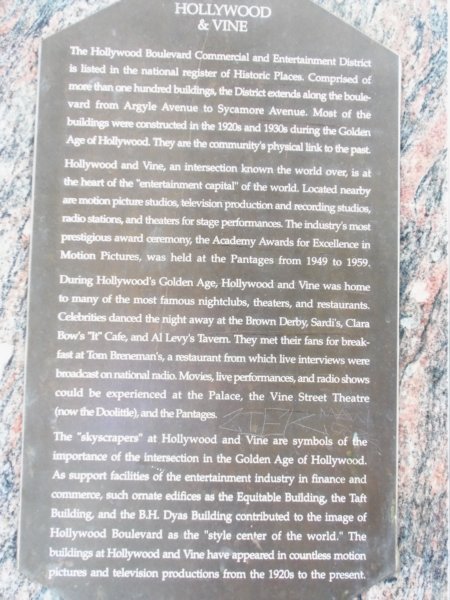 HOLLYWOOD
& VINE
The Hollywood Boulevard Commercial and Entertainment District
is listed in the national register of Historic Places. Comprised of
more than one hundred buildings, the District extends along the boule-
vard from Argyle Avenue to Sycamore Avenue. Most of the
buildings were constructed in the 1920s and 1930s during the Golden
Age of Hollywood. They are the community's physical link to the past.
Hollywood and Vine, an intersection known the world over, is at
the heart of the "entertainment capital" of the world. Located nearby
are motion picture studios, television production and recording studios,
radio stations, and theaters for stage performances. The industry's most
prestigious award ceremony, the Academy Awards for Excellence in
Motion Pictures, was held at the Pantages from 1949 to 1959.
During Hollywood's Golden Age, Hollywood and Vine was home
to many of the most famous nightclubs, theaters, and restaurants.
Celebrities danced the night away at the Brown Derby, Sardi's, Clara
Bow's "It" Cafe, and Al Levy's Tavern. They met their fans for break-
fast at Tom Breneman's, a restaurant from which live interviews were
broadcast on national radio. Movies, live performances, and radio shows
could be experienced at the Palace, the Vine Street Theatre
(now the Doolittle), and the Pantages.
The "skyscrapers" at Hollywood and Vine are symbols of the
importance of the intersection in the Golden Age of Hollywood.
As support facilities of the entertainment industry in finance and
commerce, such ornate edifices as the Equitable Building, the Taft
Building, and the B.H. Dyas Building contributed to the image of
Hollywood Boulevard as the "style center of the world." The
buildings at Hollywood and Vine have appeared in countless motion
pictures and television productions from the 1920s to the present.